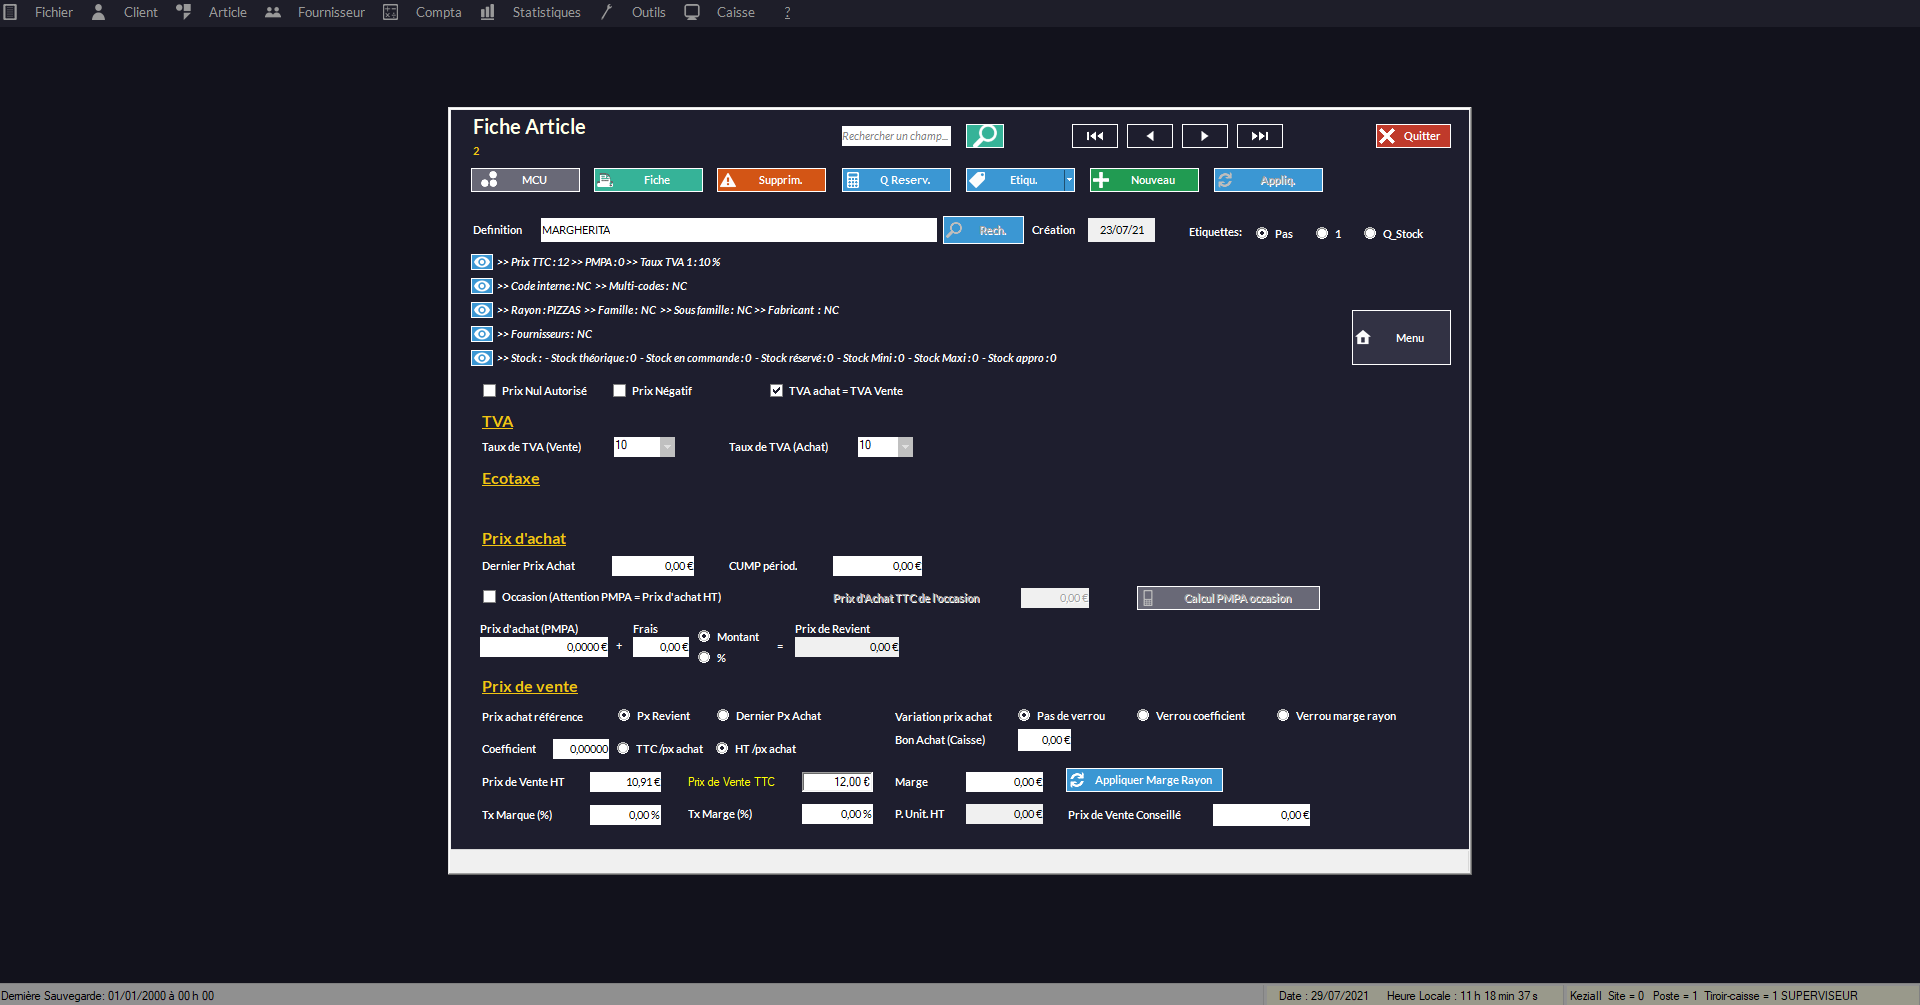 Fichier Client Article Fournisseur Compta Statistiques Outils Caisse ?
Fiche Article
2
Rechercher un champ...
Quitter
MCU Fiche Supprim. Q Reserv. Etiqu. Nouveau Appliq.
Definition MARGHERITA Rech. Création 23/07/21 Etiquettes: Pas 1 Q_Stock
>> Prix TTC : 12 >> PMPA : 0 >> Taux TVA 1 : 10 %
>> Code interne : NC >> Multi-codes : NC
>> Rayon : PIZZAS >> Famille : NC >> Sous famille : NC >> Fabricant : NC
>> Fournisseurs : NC
Menu
>> Stock : - Stock théorique : 0 - Stock en commande : 0 - Stock réservé : 0 - Stock Mini : 0 - Stock Maxi : 0 - Stock appro : 0
Prix Nul Autorisé Prix Négatif TVA achat = TVA Vente
TVA
Taux de TVA (Vente) 10 Taux de TVA (Achat) 10
Ecotaxe
Prix d'achat
Dernier Prix Achat 0,00 € CUMP périod. 0,00 €
Occasion (Attention PMPA = Prix d'achat HT) Prix d'Achat TTC de l'occasion 0,00 € Calcul PMPA occasion
Prix d'achat (PMPA) Frais Montant Prix de Revient
0,0000 € + 0,00 € % = 0,00 €
Prix de vente
Prix achat référence Px Revient Dernier Px Achat Variation prix achat Pas de verrou Verrou coefficient Verrou marge rayon
Coefficient 0,00000 TTC /px achat HT /px achat Bon Achat (Caisse) 0,00 €
Prix de Vente HT 10,91 € Prix de Vente TTC 12,00 € Marge 0,00 € Appliquer Marge Rayon
Tx Marque (%) 0,00 % Tx Marge (%) 0,00 % P. Unit. HT 0,00 € Prix de Vente Conseillé 0,00 €
Dernière Sauvegarde: 01/01/2000 à 00 h 00 Date : 29/07/2021 Heure Locale : 11 h 18 min 37 s KeziaII Site = 0 Poste = 1 Tiroir-caisse = 1 SUPERVISEUR